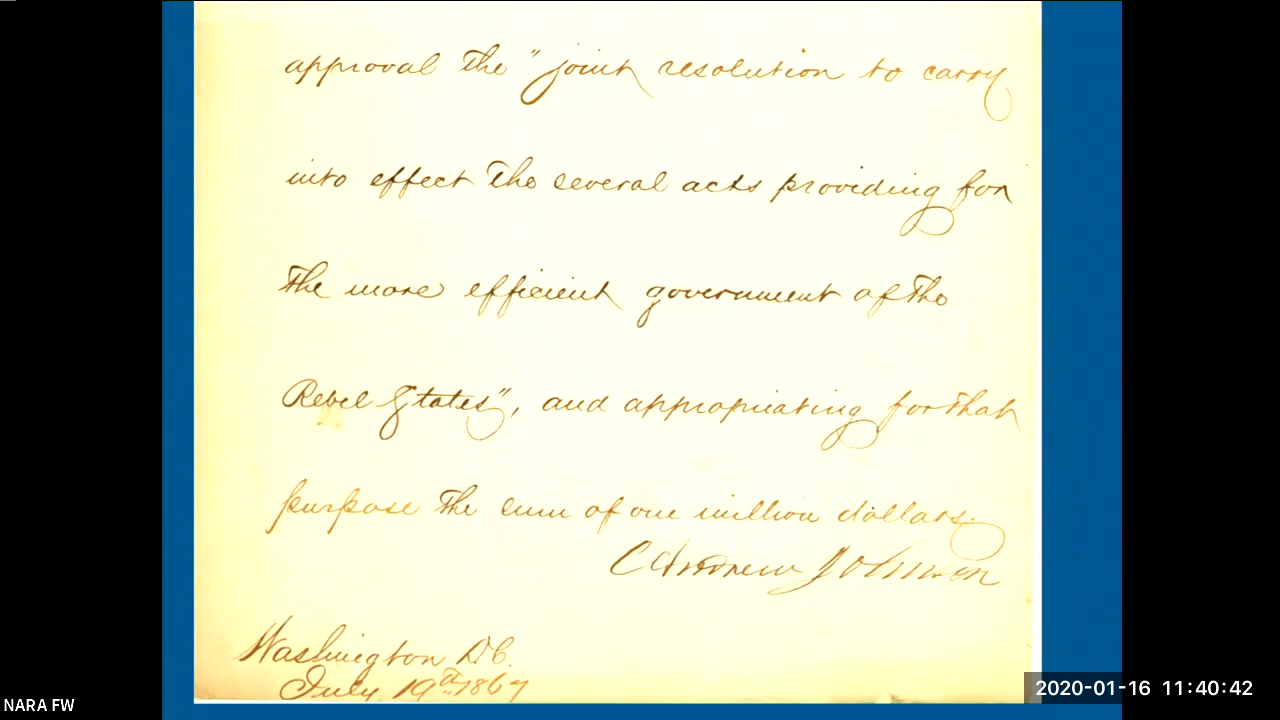 approval the "joint resolution to carry
into effect the several acts providing for
the more efficient government of the
Rebel States", and appropriating for that
purpose the sum of one million dollars.
Andrew Johnson
Washington D.C.
July 19th 1867
NARA FW
2020-01-16 11:40:42